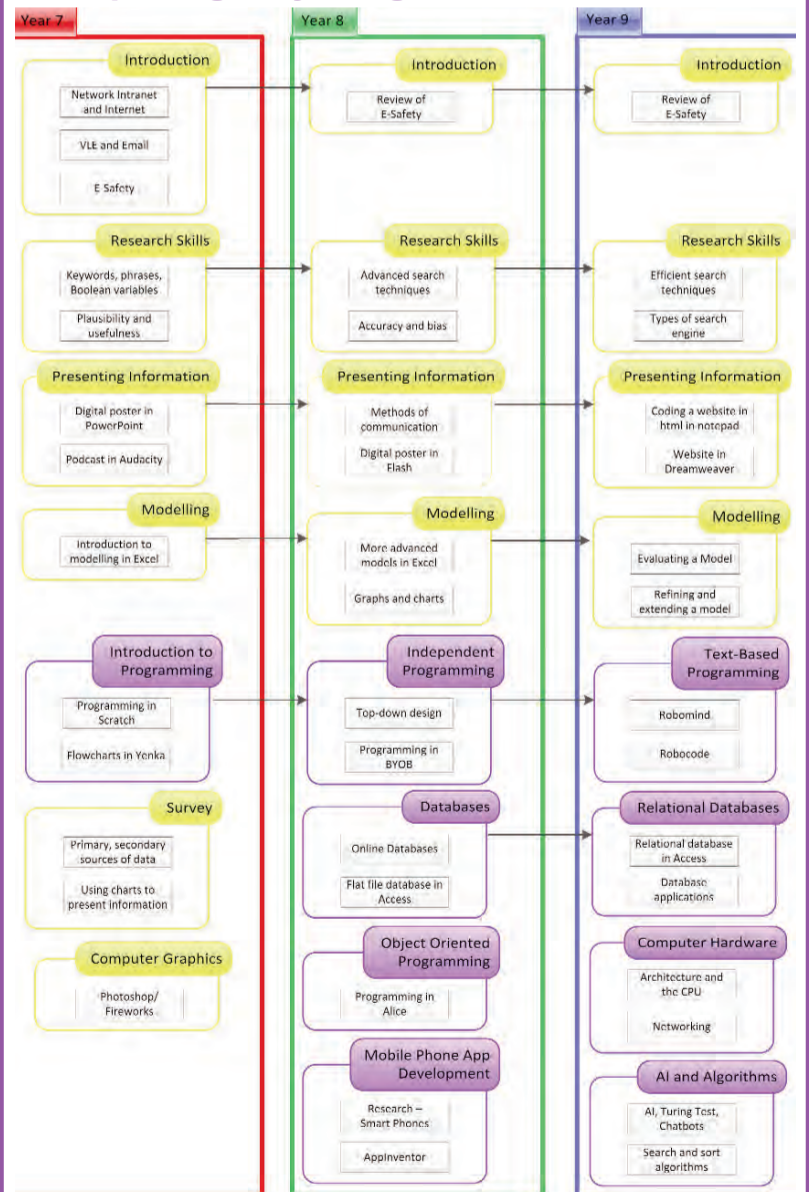 Year 7
Introduction
Network Intranet
and Internet
VLE and Email
E Safety
Research Skills
Keywords, phrases,
Boolean variables
Plausibility and
usefulness
Presenting Information
Digital poster in
PowerPoint
Podcast in Audacity
Modelling
Introduction to
modelling in Excel
Introduction to
Programming
Programming in
Scratch
Flowcharts in Yenka
Survey
Primary, secondary
sources of data
Using charts to
present information
Computer Graphics
Photoshop/
Fireworks
Year 8
Introduction
Review of
E-Safety
Research Skills
Advanced search
techniques
Accuracy and bias
Presenting Information
Methods of
communication
Digital poster in
Flash
Modelling
More advanced
models in Excel
Graphs and charts
Independent
Programming
Top-down design
Programming in
BYOB
Databases
Online Databases
Flat file database in
Access
Object Oriented
Programming
Programming in
Alice
Mobile Phone App
Development
Research –
Smart Phones
AppInventor
Year 9
Introduction
Review of
E-Safety
Research Skills
Efficient search
techniques
Types of search
engine
Presenting Information
Coding a website in
html in notepad
Website in
Dreamweaver
Modelling
Evaluating a Model
Refining and
extending a model
Text-Based
Programming
Robomind
Robocode
Relational Databases
Relational database
in Access
Database
applications
Computer Hardware
Architecture and
the CPU
Networking
AI and Algorithms
AI, Turing Test,
Chatbots
Search and sort
algorithms